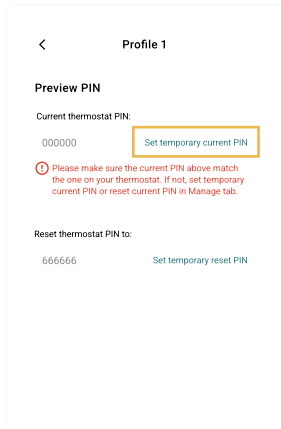 Profile 1
Preview PIN
Current thermostat PIN:
000000
Set temporary current PIN
Please make sure the current PIN above match
the one on your thermostat. If not, set temporary
current PIN or reset current PIN in Manage tab.
Reset thermostat PIN to:
666666
Set temporary reset PIN